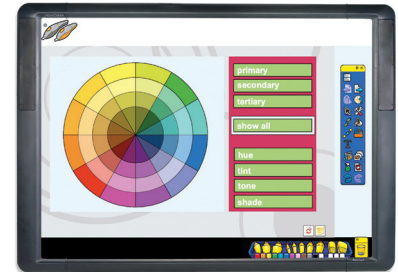 primary
secondary
tertiary
show all
hue
tint
tone
shade